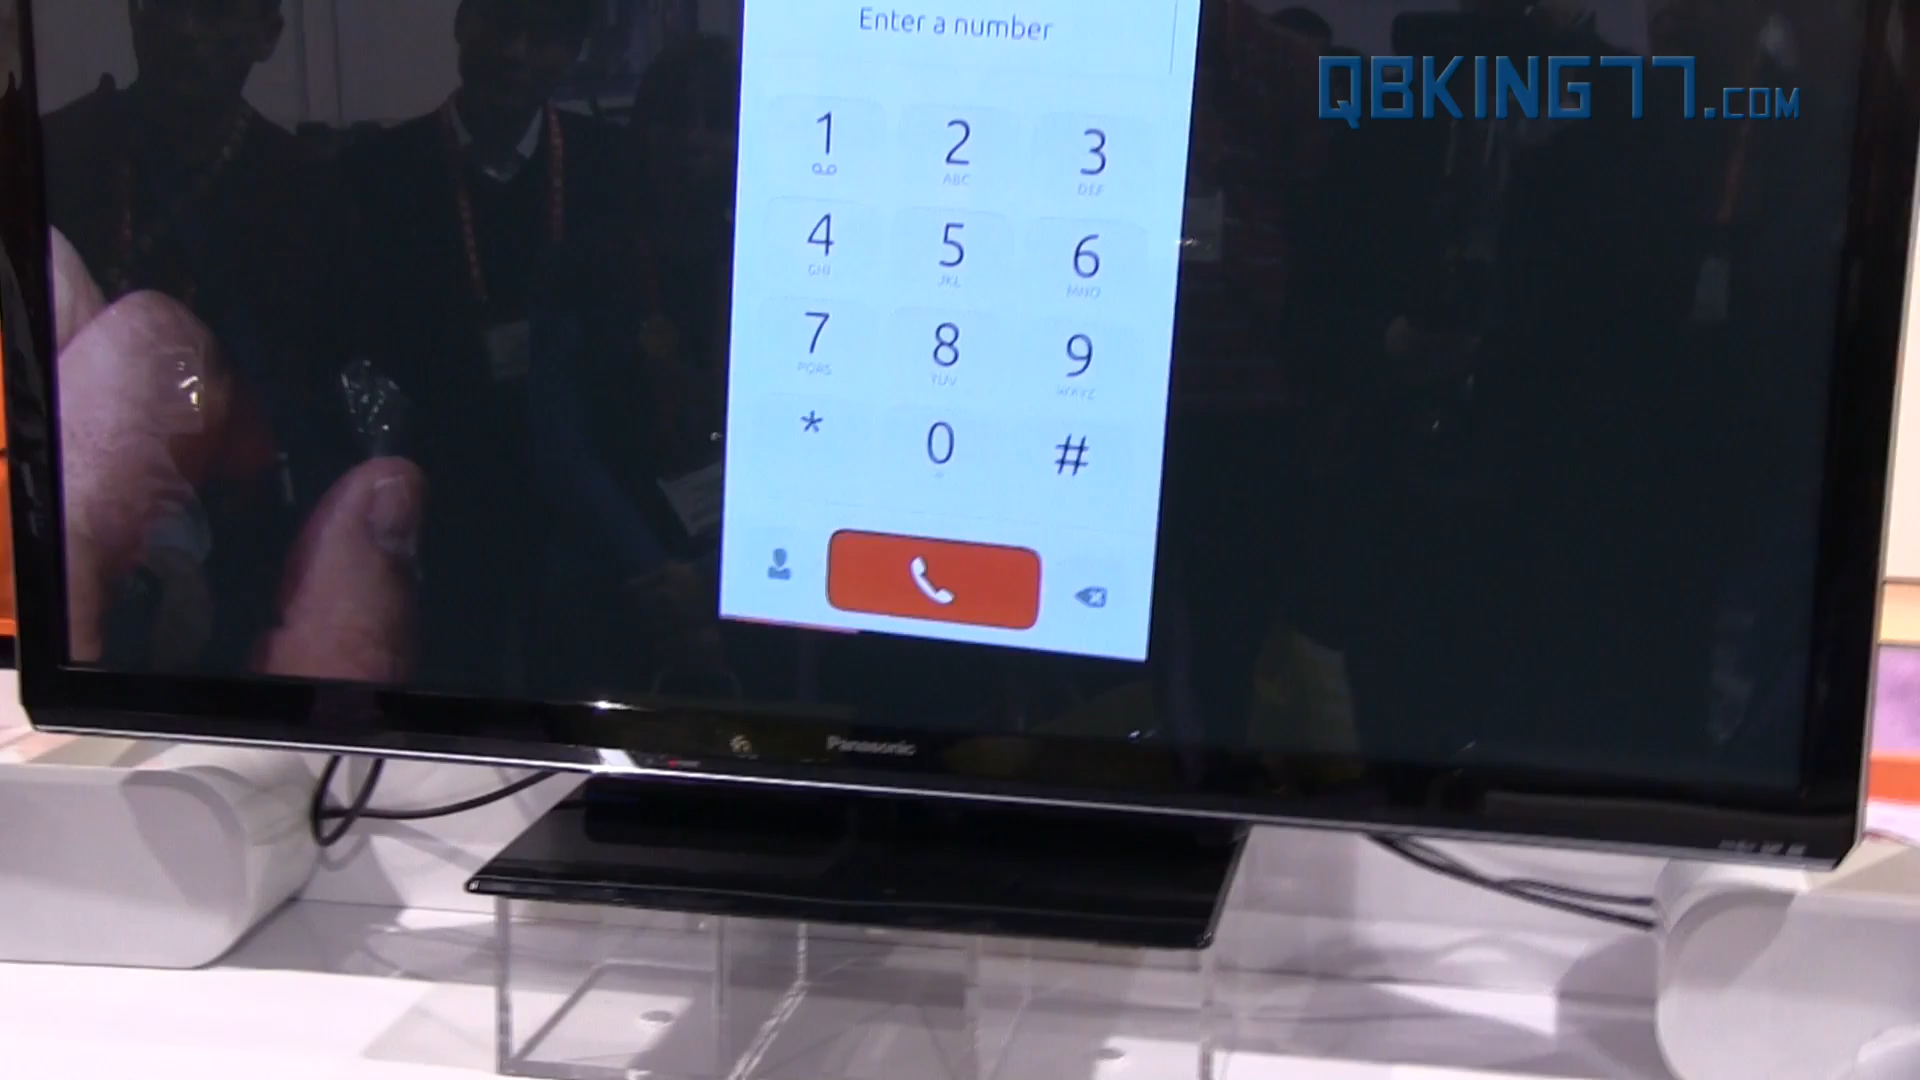 Enter a number
QBKING77.COM
1 2 3
ABC DEF
4 5 6
GHI JKL MNO
7 8 9
PQRS TUV WXYZ
* 0 #
Panasonic